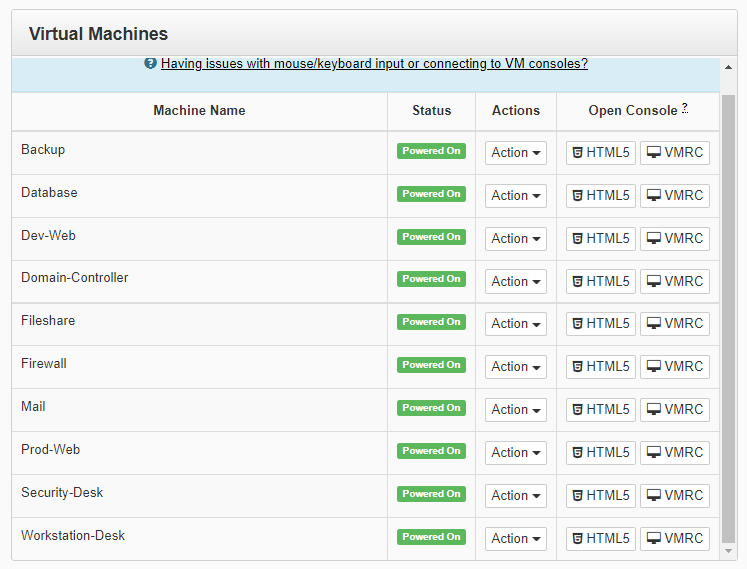 Virtual Machines
Having issues with mouse/keyboard input or connecting to VM consoles?
Machine Name Status Actions Open Console ?
Backup Powered On Action HTML5 VMRC
Database Powered On Action HTML5 VMRC
Dev-Web Powered On Action HTML5 VMRC
Domain-Controller Powered On Action HTML5 VMRC
Fileshare Powered On Action HTML5 VMRC
Firewall Powered On Action HTML5 VMRC
Mail Powered On Action HTML5 VMRC
Prod-Web Powered On Action HTML5 VMRC
Security-Desk Powered On Action HTML5 VMRC
Workstation-Desk Powered On Action HTML5 VMRC